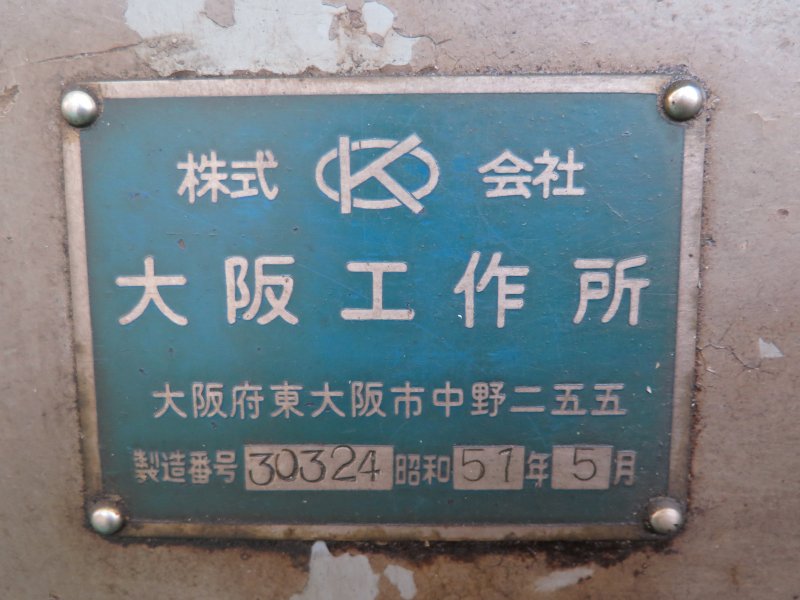 株式 OK 会社
大阪工作所
大阪府東大阪市中野二五五
製造番号 30324 昭和 51 年 5 月